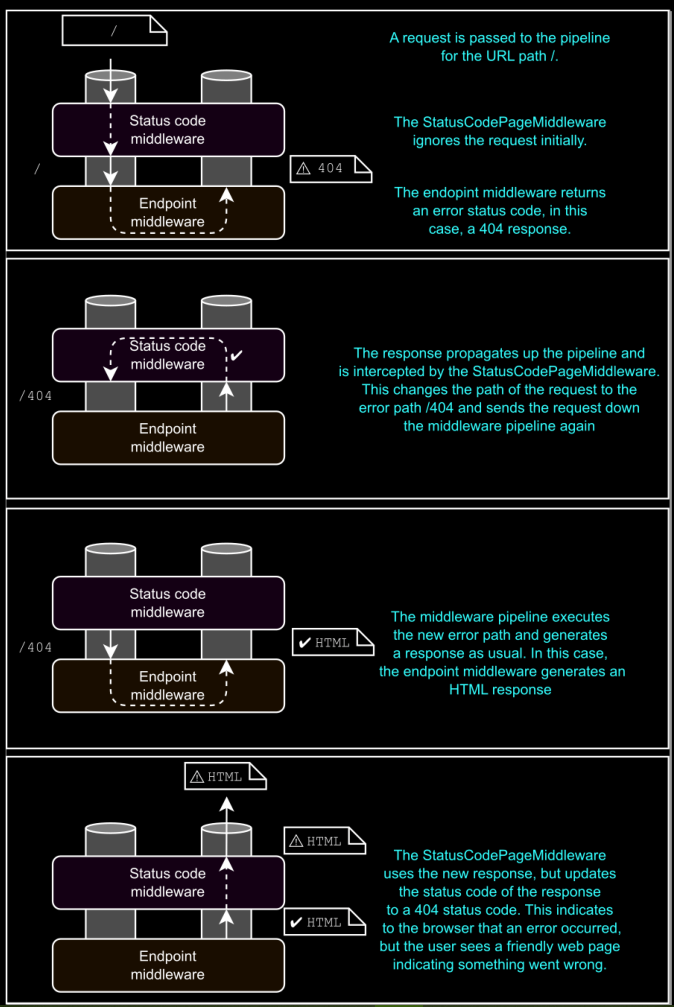 /
A request is passed to the pipeline
for the URL path /.
Status code
middleware
The StatusCodePageMiddleware
ignores the request initially.
/
⚠ 404
Endpoint
middleware
The endopint middleware returns
an error status code, in this
case, a 404 response.
Status code
middleware
✔
/404
Endpoint
middleware
The response propagates up the pipeline and
is intercepted by the StatusCodePageMiddleware.
This changes the path of the request to the
error path /404 and sends the request down
the middleware pipeline again
Status code
middleware
/404
✔ HTML
Endpoint
middleware
The middleware pipeline executes
the new error path and generates
a response as usual. In this case,
the endpoint middleware generates an
HTML response
⚠ HTML
⚠ HTML
Status code
middleware
✔ HTML
Endpoint
middleware
The StatusCodePageMiddleware
uses the new response, but updates
the status code of the response
to a 404 status code. This indicates
to the browser that an error occurred,
but the user sees a friendly web page
indicating something went wrong.